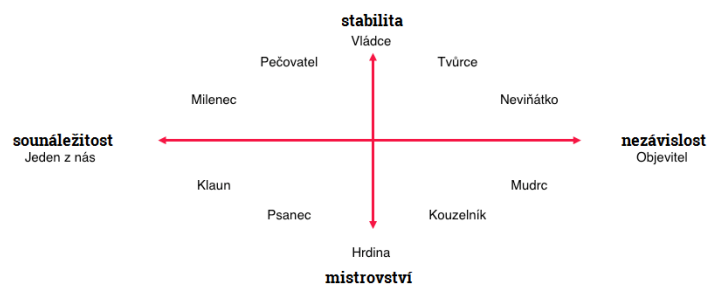 stabilita
Vládce
Pečovatel
Tvůrce
Milenec
Neviňátko
sounáležitost
Jeden z nás
nezávislost
Objevitel
Klaun
Mudrc
Psanec
Kouzelník
Hrdina
mistrovství